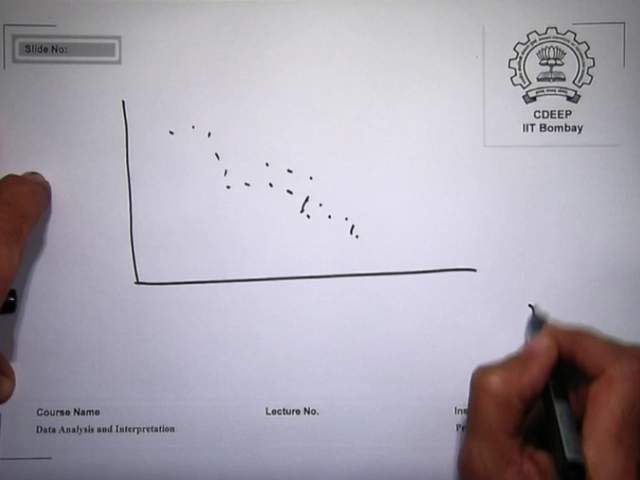 Slide No:
CDEEP
IIT Bombay
Course Name
Lecture No.
Data Analysis and Interpretation